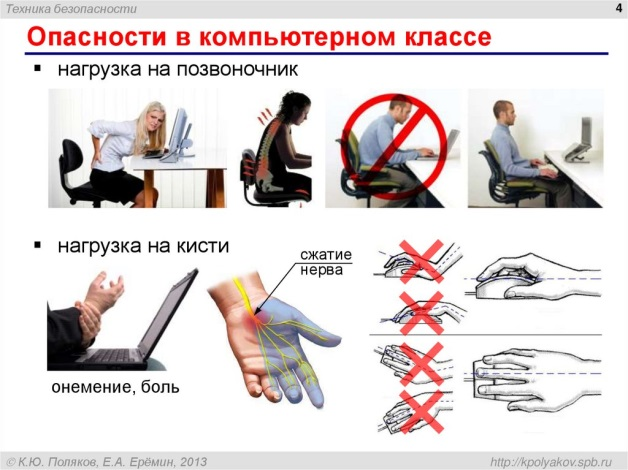 Техника безопасности
4
Опасности в компьютерном классе
▪ нагрузка на позвоночник
▪ нагрузка на кисти
сжатие
нерва
онемение, боль
© К.Ю. Поляков, Е.А. Ерёмин, 2013
http://kpolyakov.spb.ru